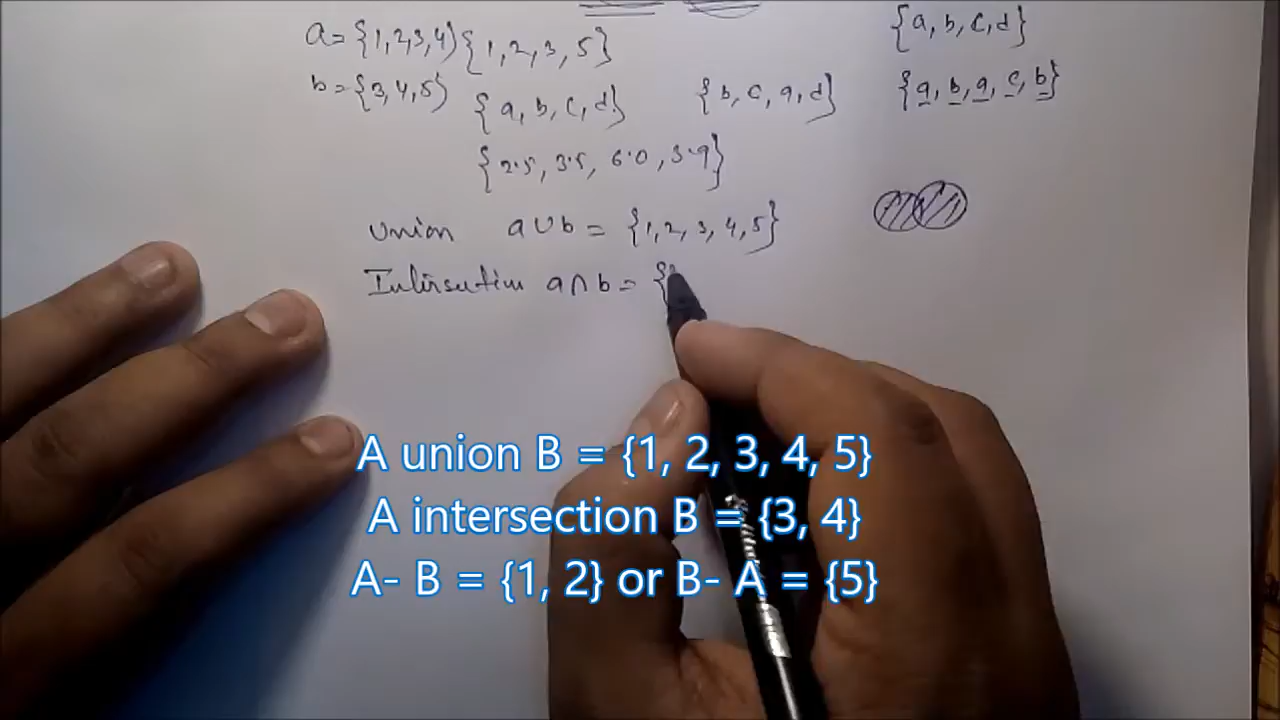 a = {1,2,3,4} {1, 2, 3, 5}
{a, b, c, d}
b = {3,4,5} {a, b, c, d} {b, c, a, d} {a, b, a, c, b}
{2.5, 3.5, 6.0, 3.9}
Union a∪b = {1,2, 3, 4, 5}
Intersection a∩b = {
A union B = {1, 2, 3, 4, 5}
A intersection B = {3, 4}
A- B = {1, 2} or B- A = {5}